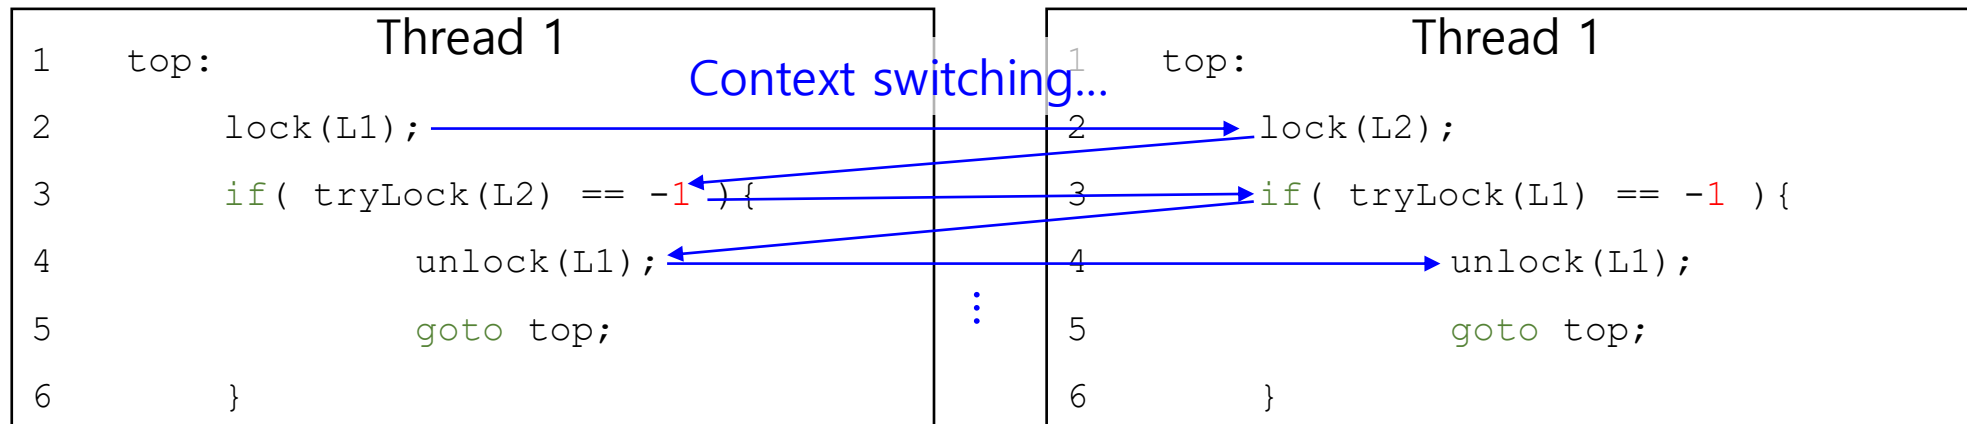 Thread 1
1 top:
2 lock(L1);
3 if( tryLock(L2) == -1 ){
4 unlock(L1);
5 goto top;
6 }
Context switching...
⋮
Thread 1
1 top:
2 lock(L2);
3 if( tryLock(L1) == -1 ){
4 unlock(L1);
5 goto top;
6 }